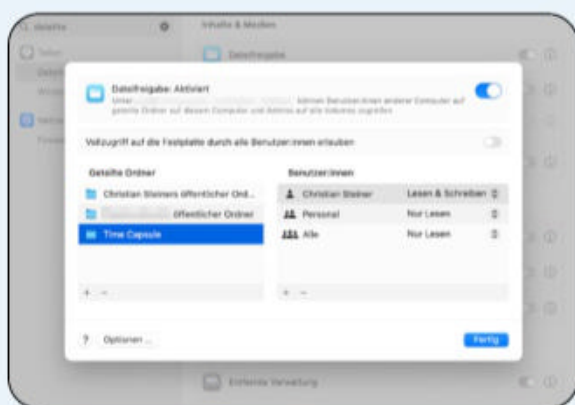 Inhalte & Medien
Teilen
Dateifreigabe
Dateifreigabe: Aktiviert
Unter können Benutzer:innen anderer Computer auf
geteilte Ordner auf diesem Computer und Admins auf alle Volumes zugreifen
Vollzugriff auf die Festplatte durch alle Benutzer:innen erlauben
Geteilte Ordner
Benutzer:innen
Christian Steiners öffentlicher Ord...
Christian Steiner Lesen & Schreiben
öffentlicher Ordner
Personal Nur Lesen
Time Capsule
Alle Nur Lesen
+ −
+ −
? Optionen ...
Fertig
Entfernte Verwaltung